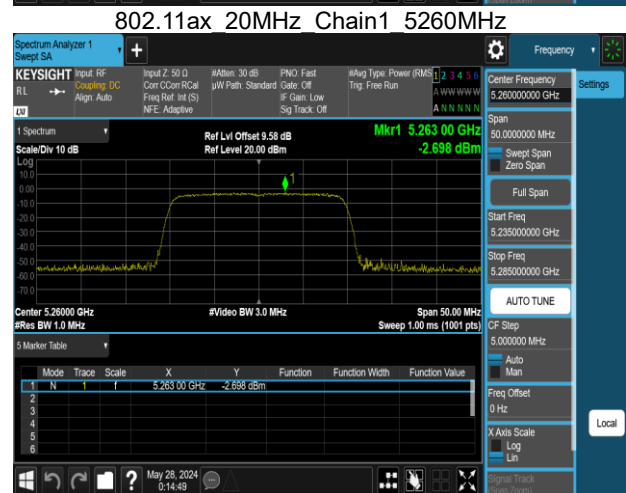 802.11ax_20MHz_Chain1_5260MHz
Spectrum Analyzer 1
Swept SA
+
Frequency
KEYSIGHT
RL
LXI
Input: RF
Coupling: DC
Align: Auto
Input Z: 50 Ω
Corr CCorr RCal
Freq Ref: Int (S)
NFE: Adaptive
#Atten: 30 dB
µW Path: Standard
PNO: Fast
Gate: Off
IF Gain: Low
Sig Track: Off
#Avg Type: Power (RMS
Trig: Free Run
1 2 3 4 5 6
A W W W W W
A N N N N N
Center Frequency
5.260000000 GHz
Settings
Span
50.0000000 MHz
Swept Span
Zero Span
Full Span
Start Freq
5.235000000 GHz
Stop Freq
5.285000000 GHz
AUTO TUNE
CF Step
5.000000 MHz
Auto
Man
Freq Offset
0 Hz
X Axis Scale
Log
Lin
Signal Track
(Span Zoom)
Local
1 Spectrum
Scale/Div 10 dB
Ref Lvl Offset 9.58 dB
Ref Level 20.00 dBm
Mkr1 5.263 00 GHz
-2.698 dBm
Log
10.0
0.00
-10.0
-20.0
-30.0
-40.0
-50.0
-60.0
-70.0
1
Center 5.26000 GHz
#Res BW 1.0 MHz
#Video BW 3.0 MHz
Span 50.00 MHz
Sweep 1.00 ms (1001 pts)
5 Marker Table
Mode Trace Scale X Y Function Function Width Function Value
1 N 1 f 5.263 00 GHz -2.698 dBm
2
3
4
5
6
?
May 28, 2024
0:14:49